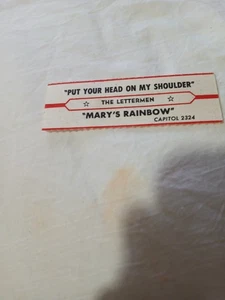 "PUT YOUR HEAD ON MY SHOULDER"
☆ THE LETTERMEN ☆
"MARY'S RAINBOW"
CAPITOL 2324